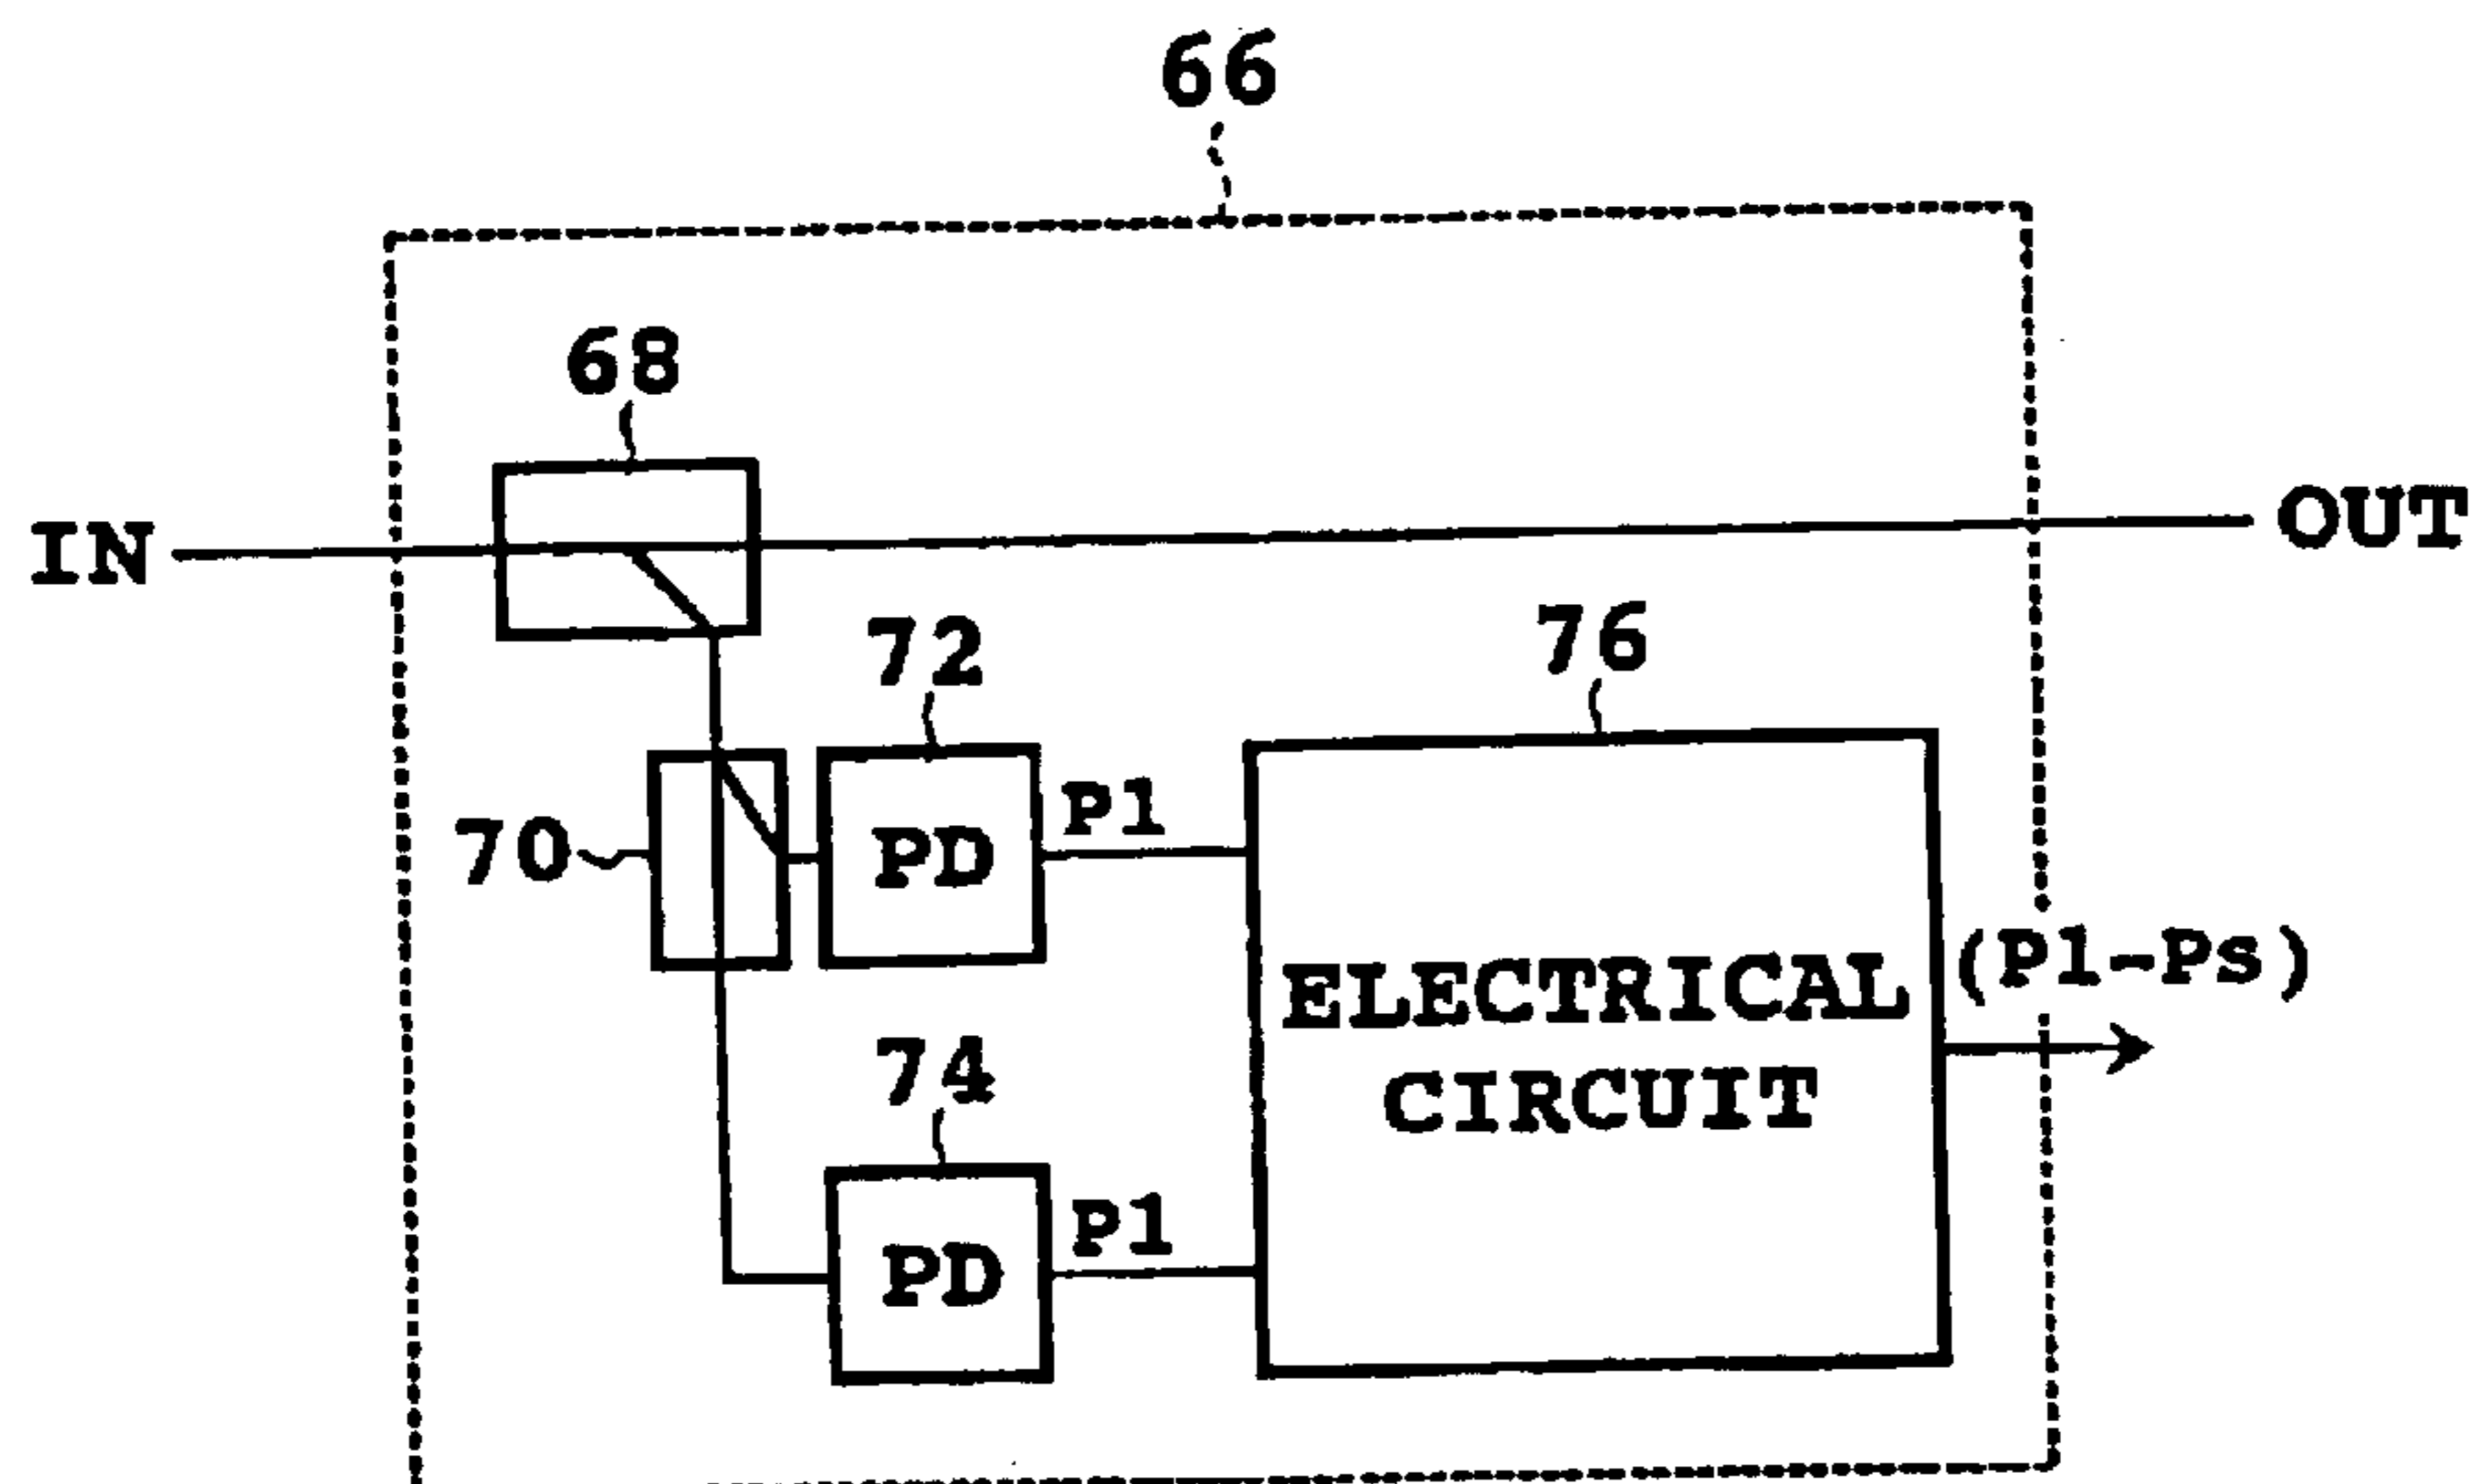 66
68
IN
OUT
72
76
70
PD
P1
ELECTRICAL
CIRCUIT
(P1-Ps)
74
PD
P1